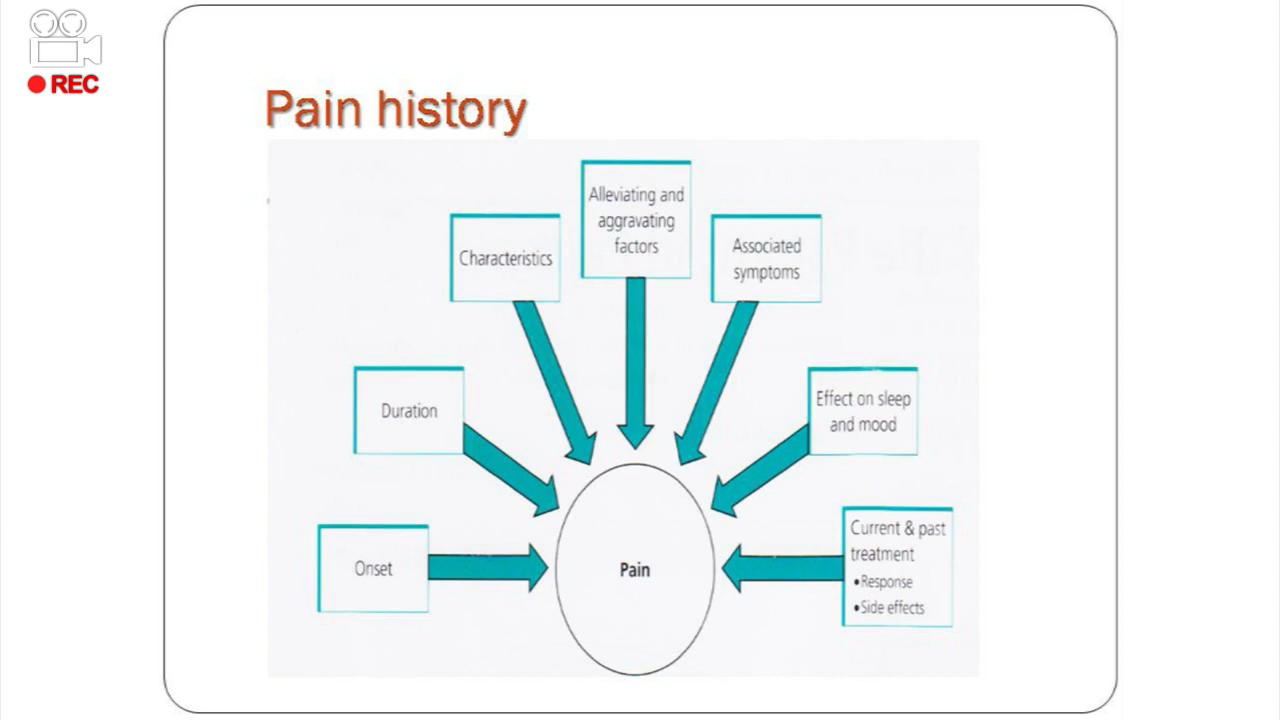 REC
Pain history
Alleviating and
aggravating
factors
Characteristics
Associated
symptoms
Duration
Effect on sleep
and mood
Onset
Pain
Current & past
treatment
•Response
•Side effects